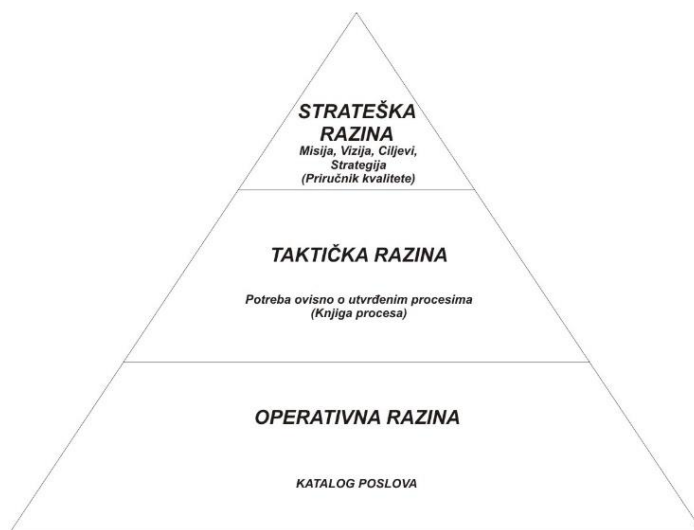 STRATEŠKA
RAZINA
Misija, Vizija, Ciljevi,
Strategija
(Priručnik kvalitete)
TAKTIČKA RAZINA
Potreba ovisno o utvrđenim procesima
(Knjiga procesa)
OPERATIVNA RAZINA
KATALOG POSLOVA